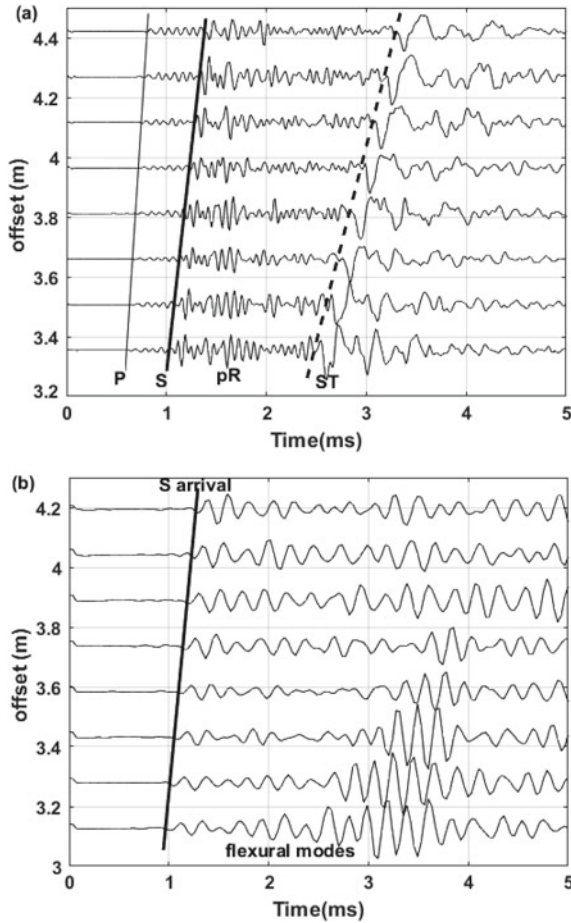 (a)
4.4
4.2
4
3.8
3.6
3.4
3.2
offset (m)
P S pR ST
0 1 2 3 4 5
Time(ms)
(b)
S arrival
4.2
4
3.8
3.6
3.4
3.2
3
offset (m)
flexural modes
0 1 2 3 4 5
Time(ms)